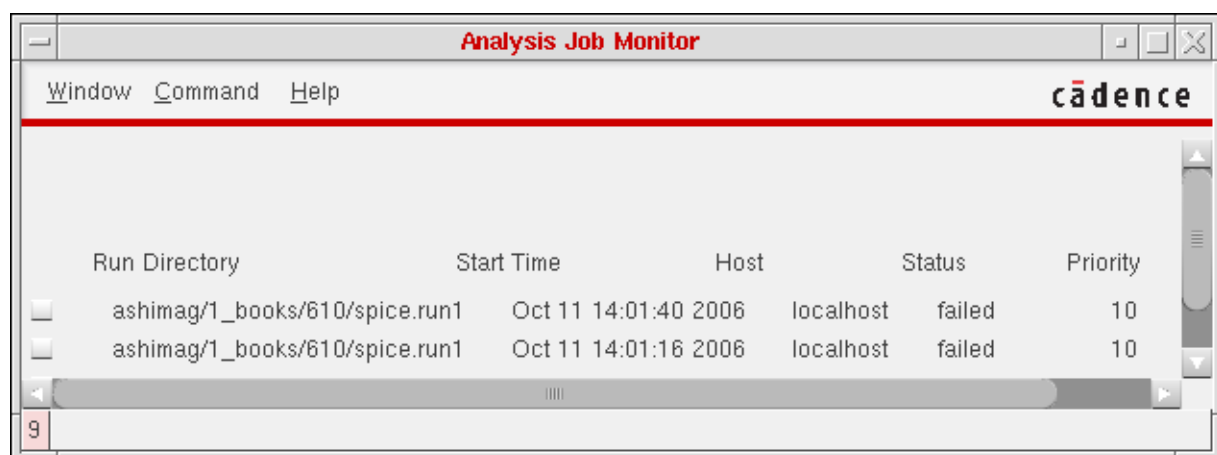 Analysis Job Monitor
Window Command Help cādence
Run Directory Start Time Host Status Priority
ashimag/1_books/610/spice.run1 Oct 11 14:01:40 2006 localhost failed 10
ashimag/1_books/610/spice.run1 Oct 11 14:01:16 2006 localhost failed 10
9